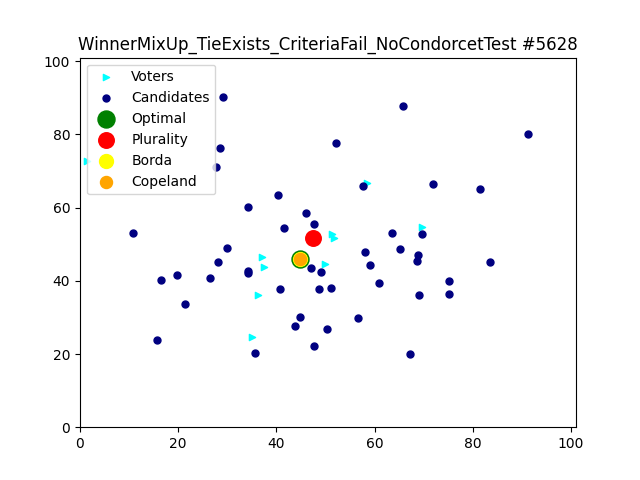 WinnerMixUp_TieExists_CriteriaFail_NoCondorcetTest #5628
100
80
60
40
20
0
Voters
Candidates
Optimal
Plurality
Borda
Copeland
0 20 40 60 80 100